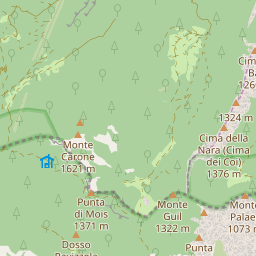 Cim
Ba
126
1324 m
Cima della
Nara (Cima
dei Coi)
1376 m
Monte
Carone
1621 m
Punta
di Mois
1371 m
Monte
Guil
1322 m
Monte
Palae
1073 m
Dosso
Punta